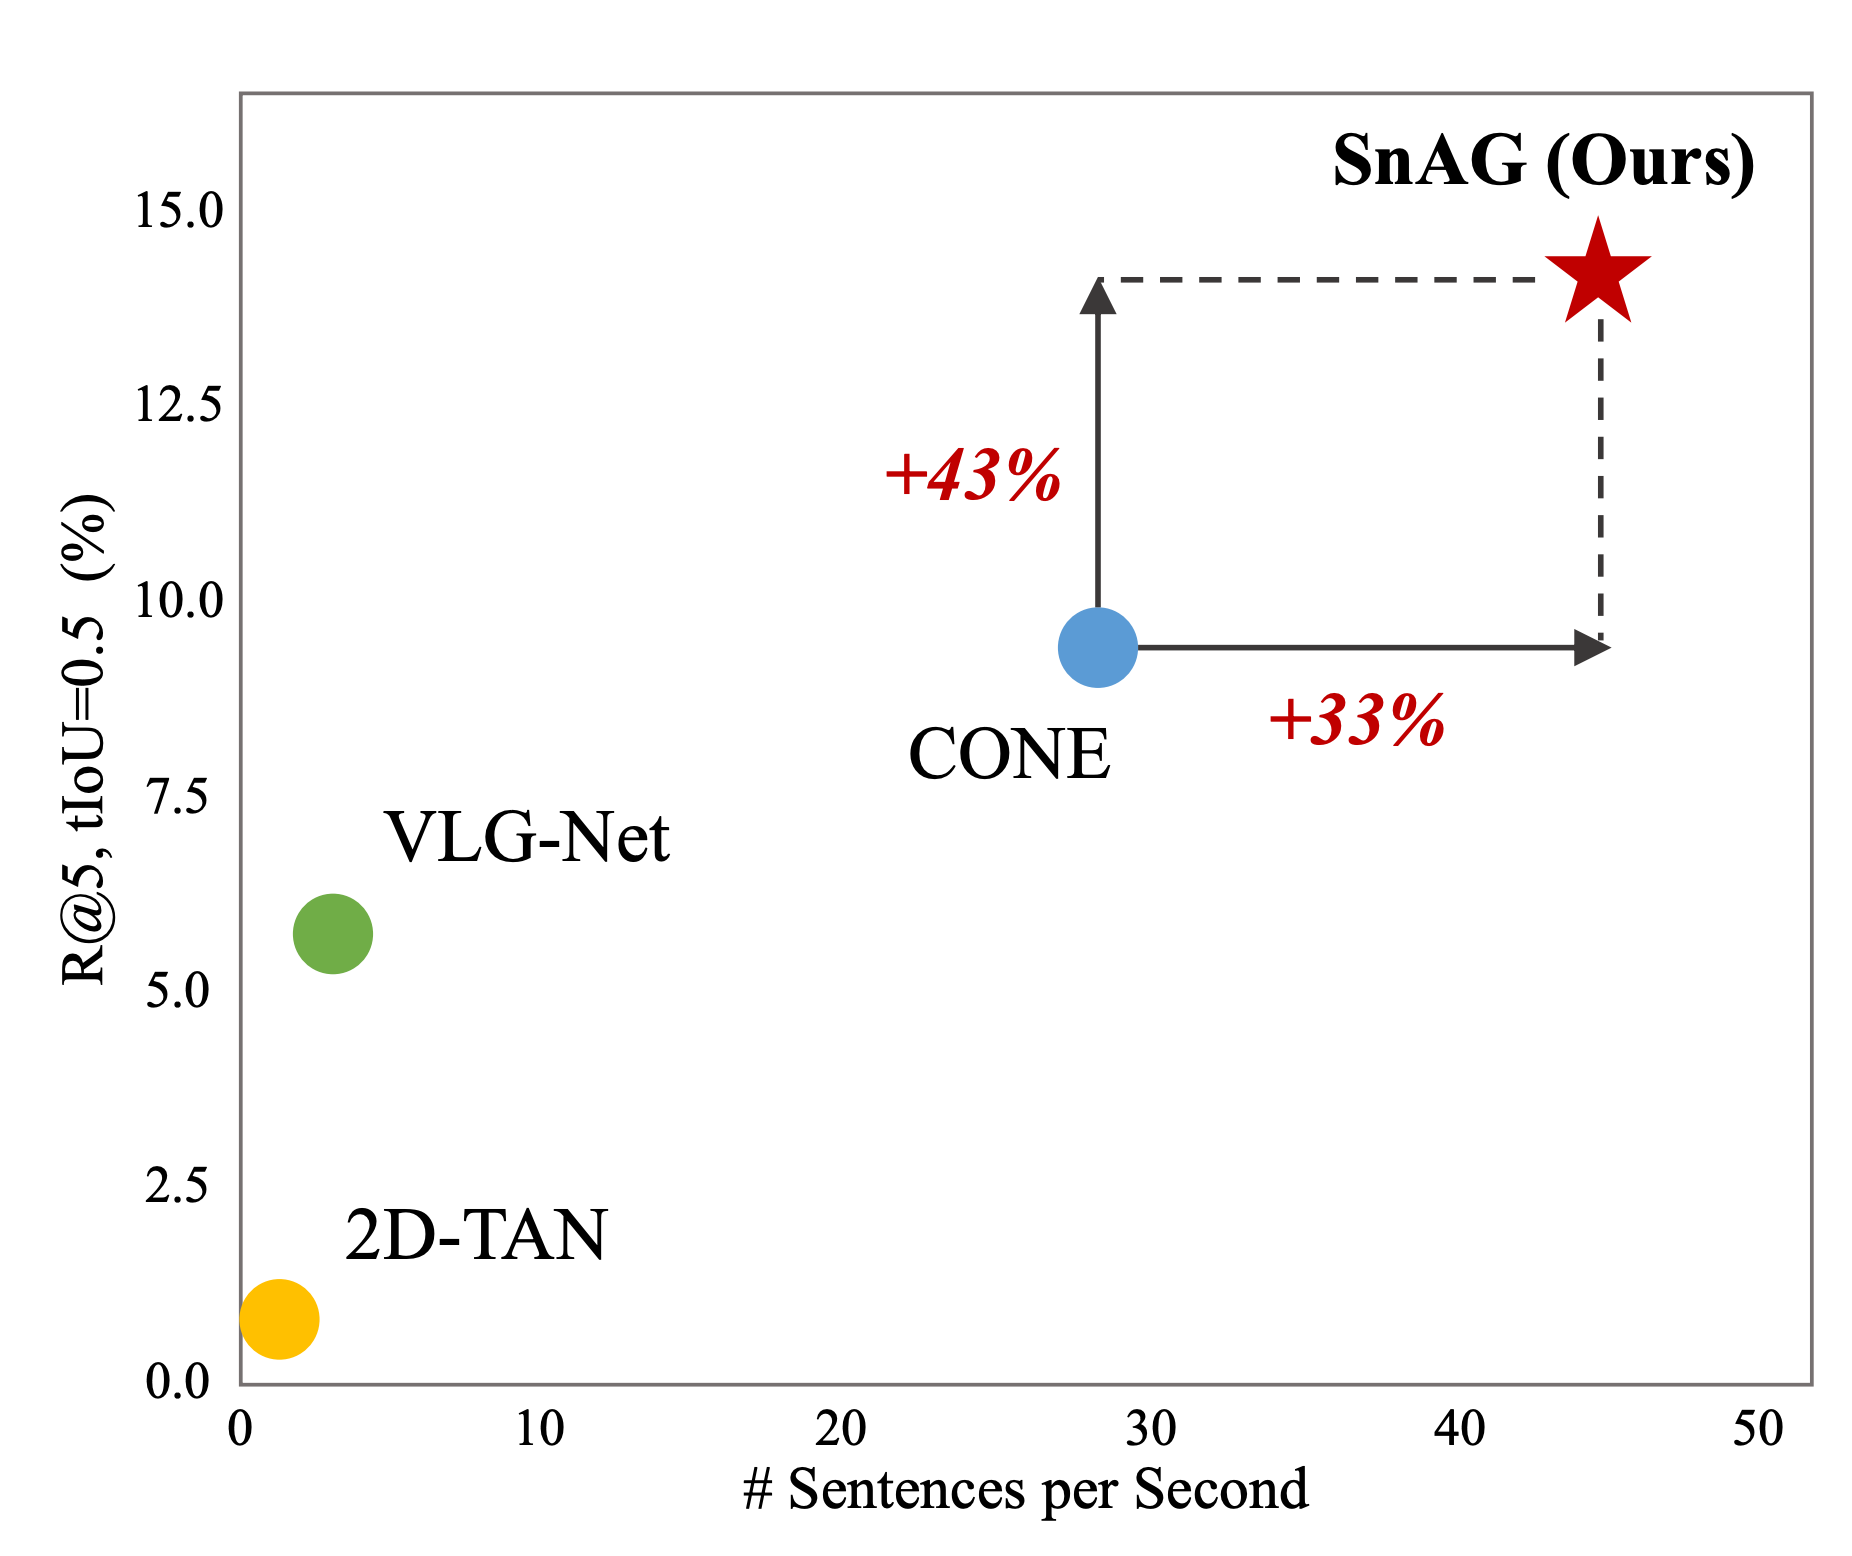 SnAG (Ours)
15.0
12.5
+43%
10.0
+33%
CONE
7.5
VLG-Net
R@5, tIoU=0.5 (%)
5.0
2.5
2D-TAN
0.0
0 10 20 30 40 50
# Sentences per Second